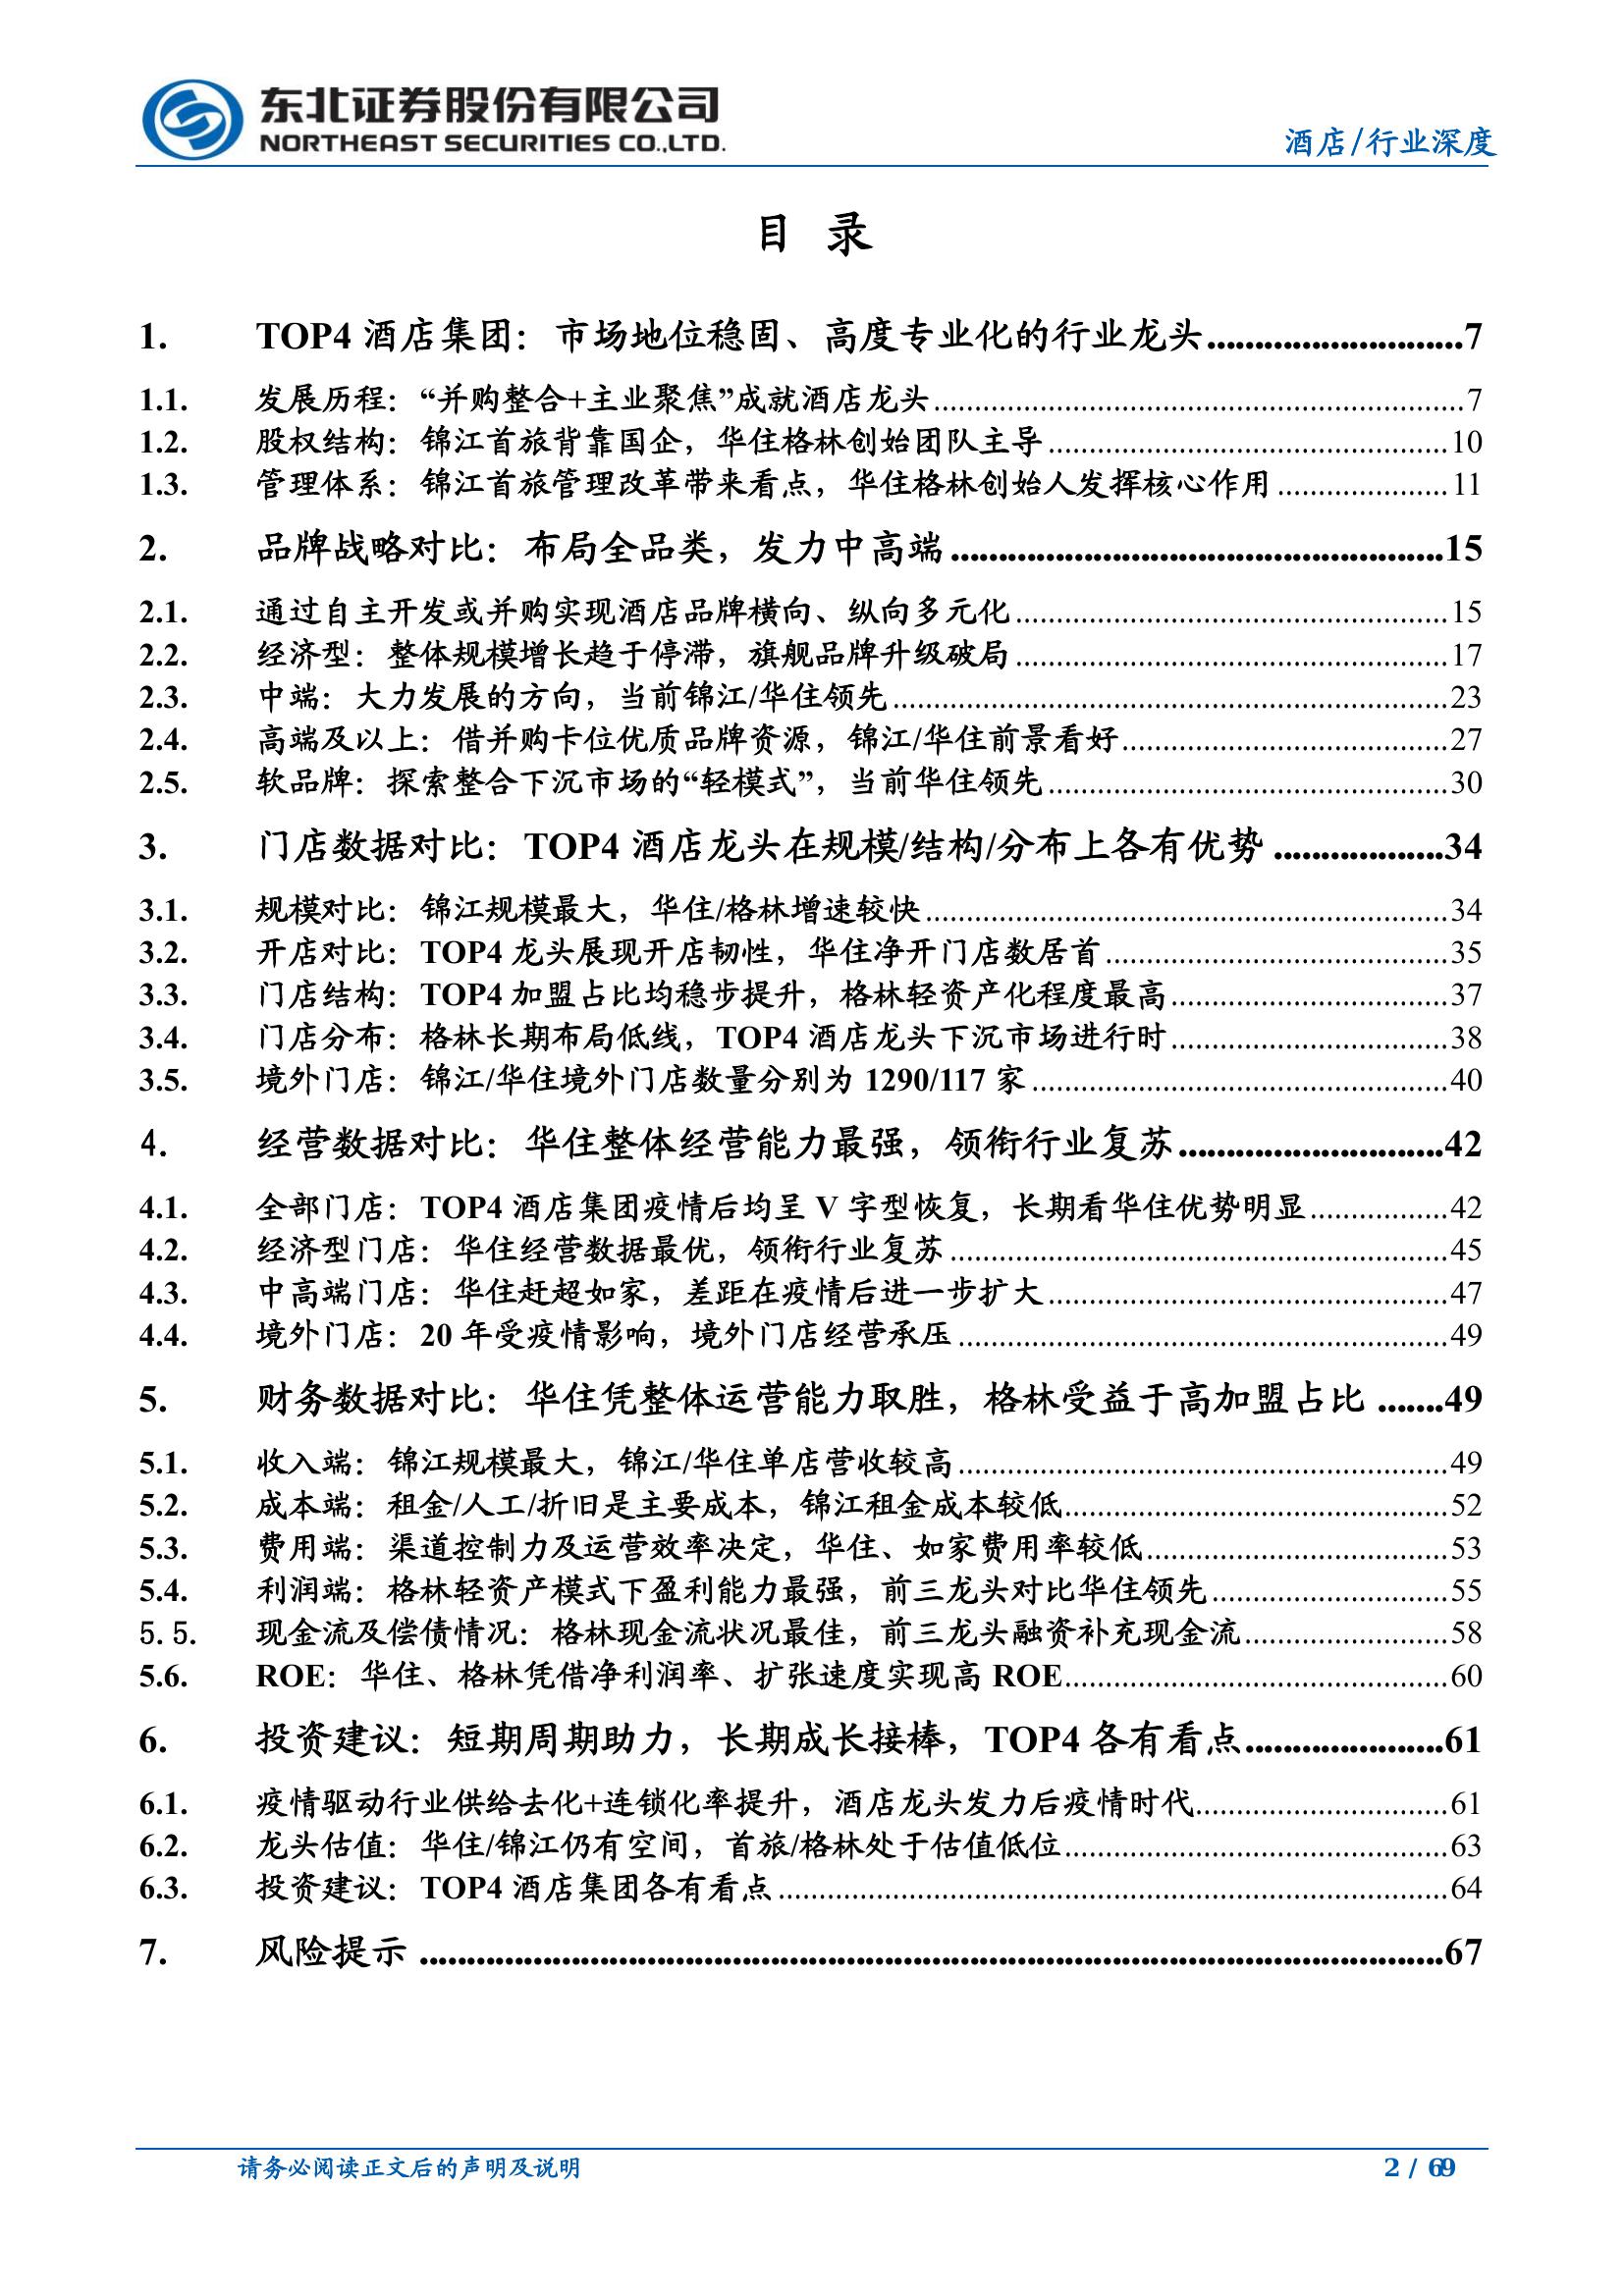 东北证券股份有限公司
NORTHEAST SECURITIES CO.,LTD.
酒店/行业深度
目 录
1. TOP4 酒店集团：市场地位稳固、高度专业化的行业龙头...........................7
1.1. 发展历程：“并购整合+主业聚焦”成就酒店龙头.................................................................7
1.2. 股权结构：锦江首旅背靠国企，华住格林创始团队主导.................................................10
1.3. 管理体系：锦江首旅管理改革带来看点，华住格林创始人发挥核心作用.....................11
2. 品牌战略对比：布局全品类，发力中高端....................................................15
2.1. 通过自主开发或并购实现酒店品牌横向、纵向多元化.....................................................15
2.2. 经济型：整体规模增长趋于停滞，旗舰品牌升级破局.....................................................17
2.3. 中端：大力发展的方向，当前锦江/华住领先....................................................................23
2.4. 高端及以上：借并购卡位优质品牌资源，锦江/华住前景看好........................................27
2.5. 软品牌：探索整合下沉市场的“轻模式”，当前华住领先.................................................30
3. 门店数据对比：TOP4 酒店龙头在规模/结构/分布上各有优势..................34
3.1. 规模对比：锦江规模最大，华住/格林增速较快................................................................34
3.2. 开店对比：TOP4 龙头展现开店韧性，华住净开门店数居首..........................................35
3.3. 门店结构：TOP4 加盟占比均稳步提升，格林轻资产化程度最高..................................37
3.4. 门店分布：格林长期布局低线，TOP4 酒店龙头下沉市场进行时..................................38
3.5. 境外门店：锦江/华住境外门店数量分别为 1290/117 家...................................................40
4. 经营数据对比：华住整体经营能力最强，领衔行业复苏............................42
4.1. 全部门店：TOP4 酒店集团疫情后均呈 V 字型恢复，长期看华住优势明显.................42
4.2. 经济型门店：华住经营数据最优，领衔行业复苏.............................................................45
4.3. 中高端门店：华住赶超如家，差距在疫情后进一步扩大.................................................47
4.4. 境外门店：20 年受疫情影响，境外门店经营承压............................................................49
5. 财务数据对比：华住凭整体运营能力取胜，格林受益于高加盟占比.......49
5.1. 收入端：锦江规模最大，锦江/华住单店营收较高............................................................49
5.2. 成本端：租金/人工/折旧是主要成本，锦江租金成本较低...............................................52
5.3. 费用端：渠道控制力及运营效率决定，华住、如家费用率较低.....................................53
5.4. 利润端：格林轻资产模式下盈利能力最强，前三龙头对比华住领先.............................55
5.5. 现金流及偿债情况：格林现金流状况最佳，前三龙头融资补充现金流.........................58
5.6. ROE：华住、格林凭借净利润率、扩张速度实现高 ROE...............................................60
6. 投资建议：短期周期助力，长期成长接棒，TOP4 各有看点.....................61
6.1. 疫情驱动行业供给去化+连锁化率提升，酒店龙头发力后疫情时代...............................61
6.2. 龙头估值：华住/锦江仍有空间，首旅/格林处于估值低位...............................................63
6.3. 投资建议：TOP4 酒店集团各有看点..................................................................................64
7. 风险提示............................................................................................................67
请务必阅读正文后的声明及说明
2 / 69